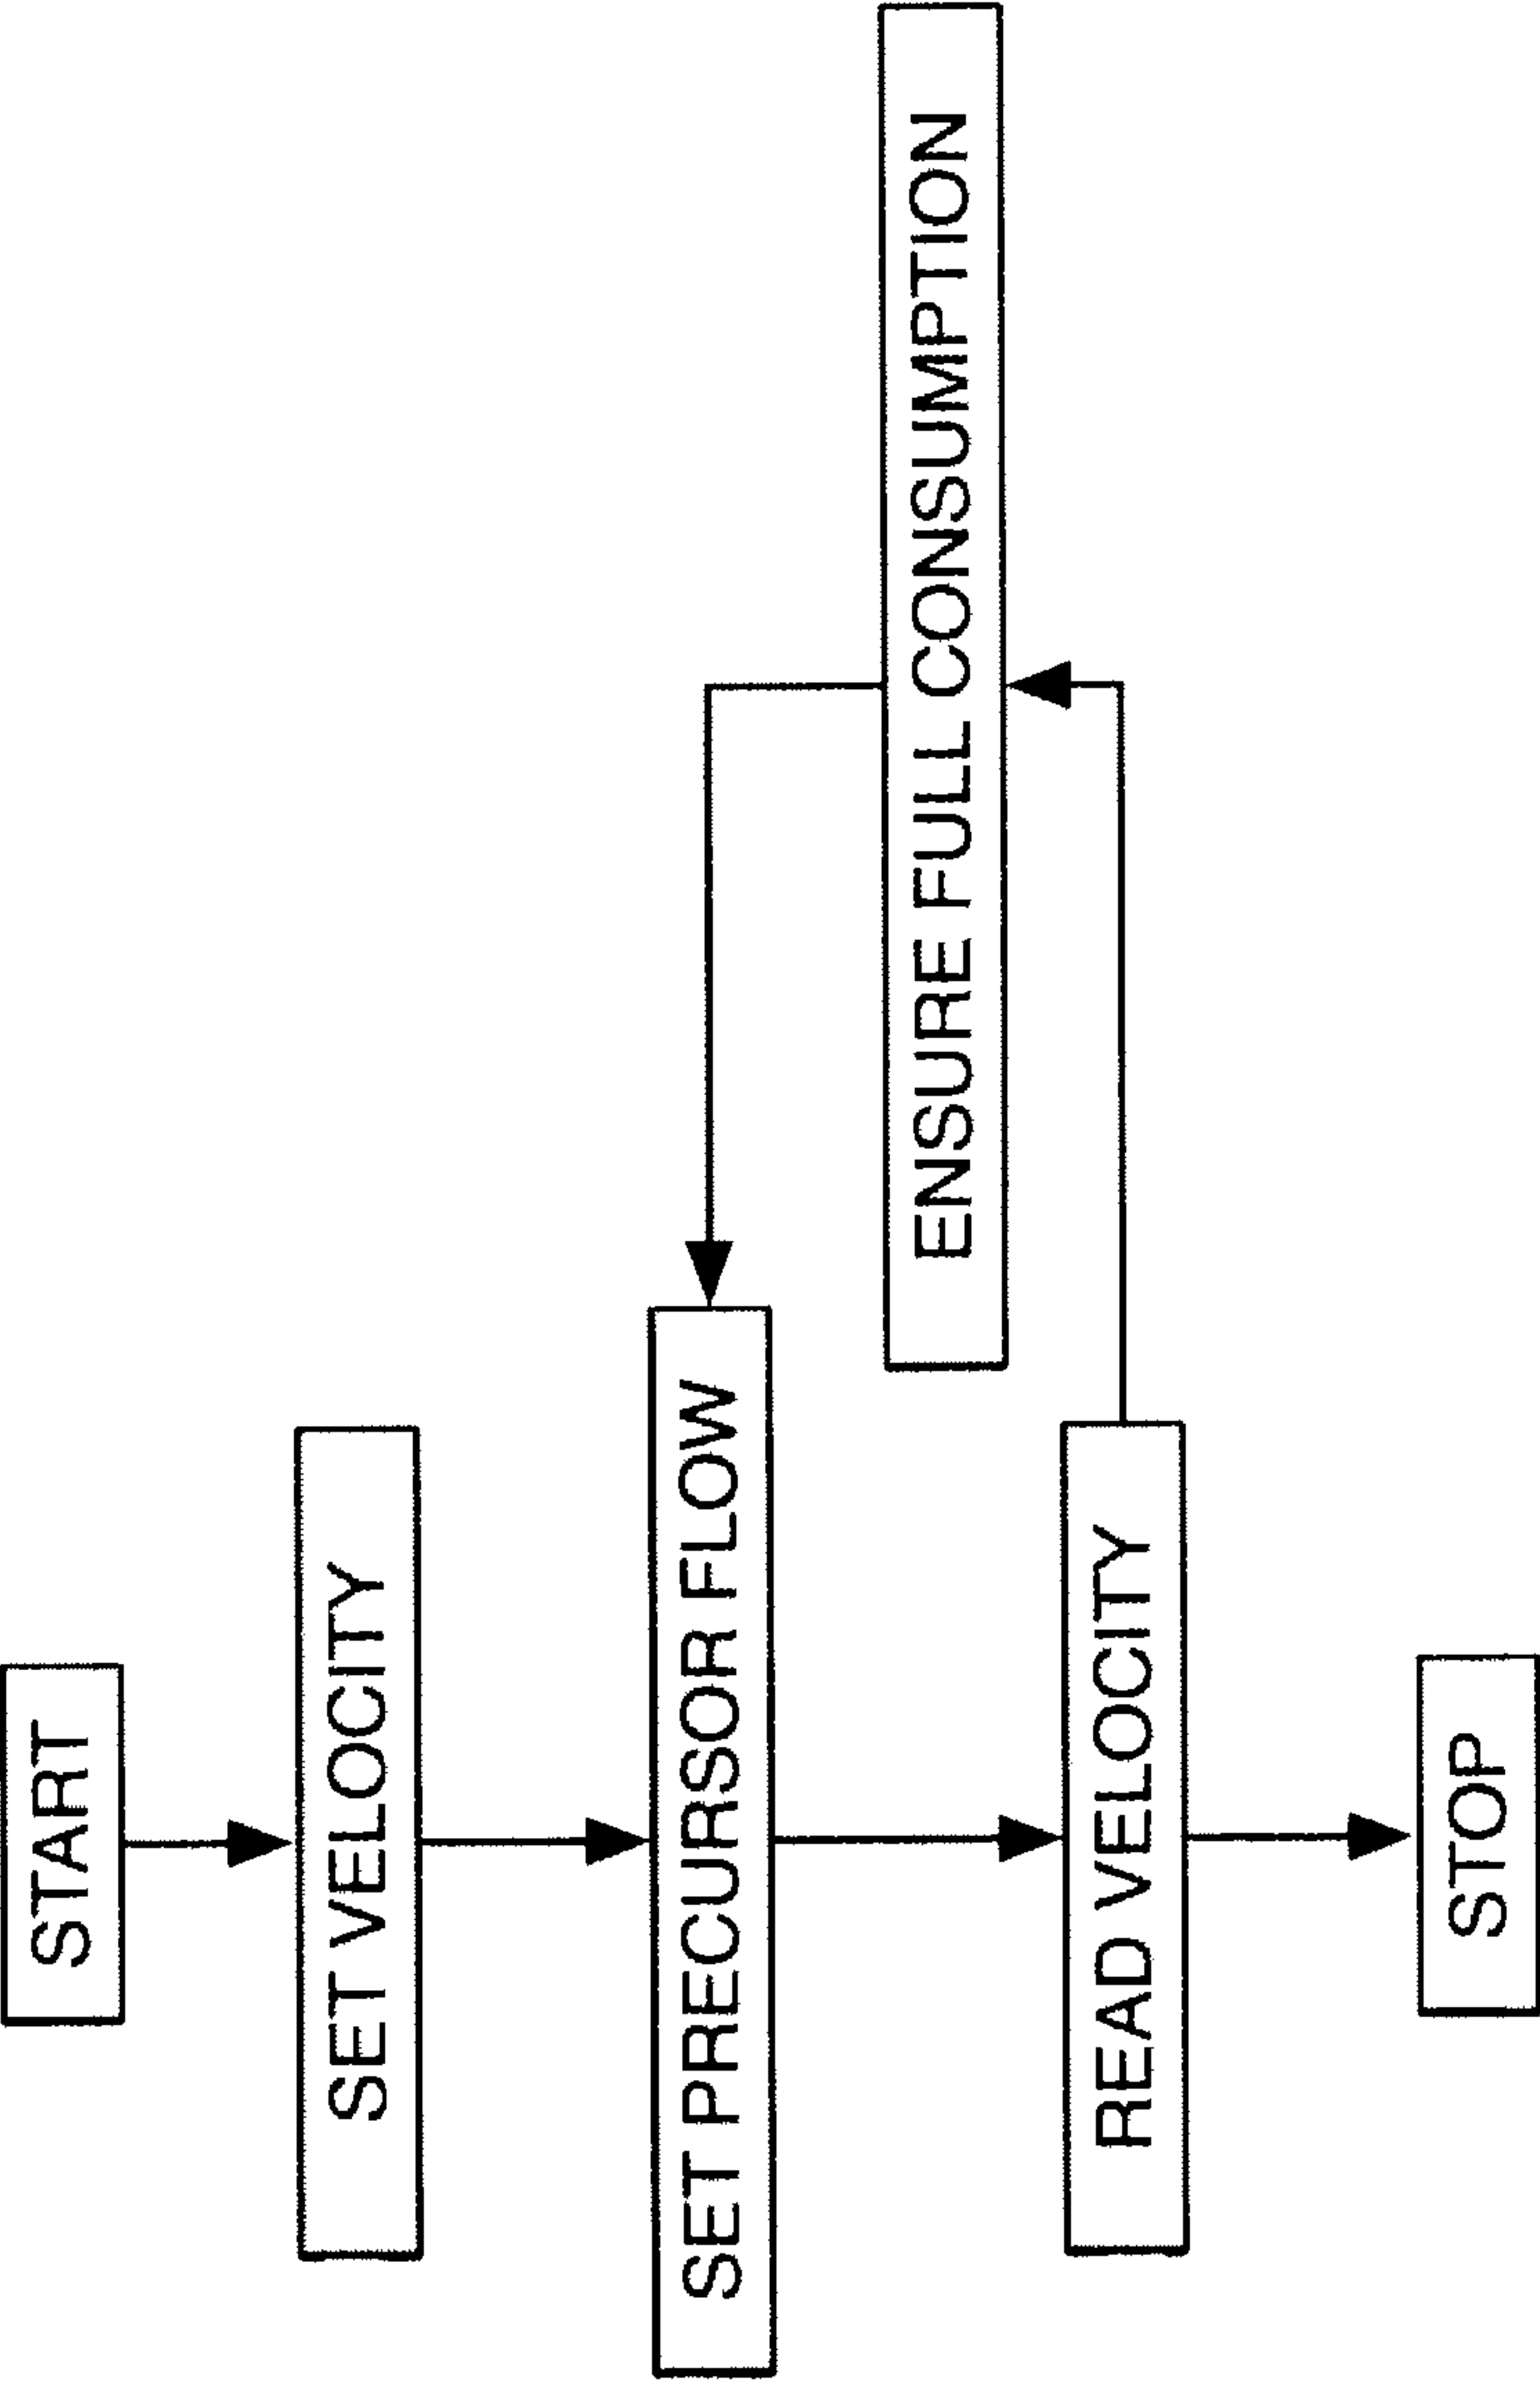 START
SET VELOCITY
SET PRECURSOR FLOW
ENSURE FULL CONSUMPTION
READ VELOCITY
STOP